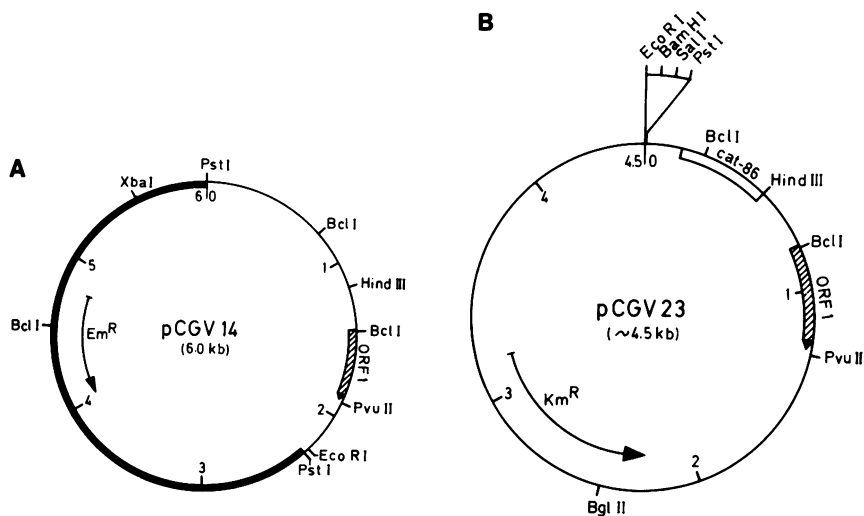 A
PstI
XbaI
6 0
BclI
5
1
HindIII
BclI
EmR
pCGV14
(6.0 kb)
BclI
ORF1
4
PvuII
2
EcoRI
PstI
3
B
EcoRI
BamHI
SalI
PstI
4.5 0
BclI
cat-86
HindIII
4
BclI
1
ORF1
pCGV23
(~4.5kb)
PvuII
3
KmR
2
BglII